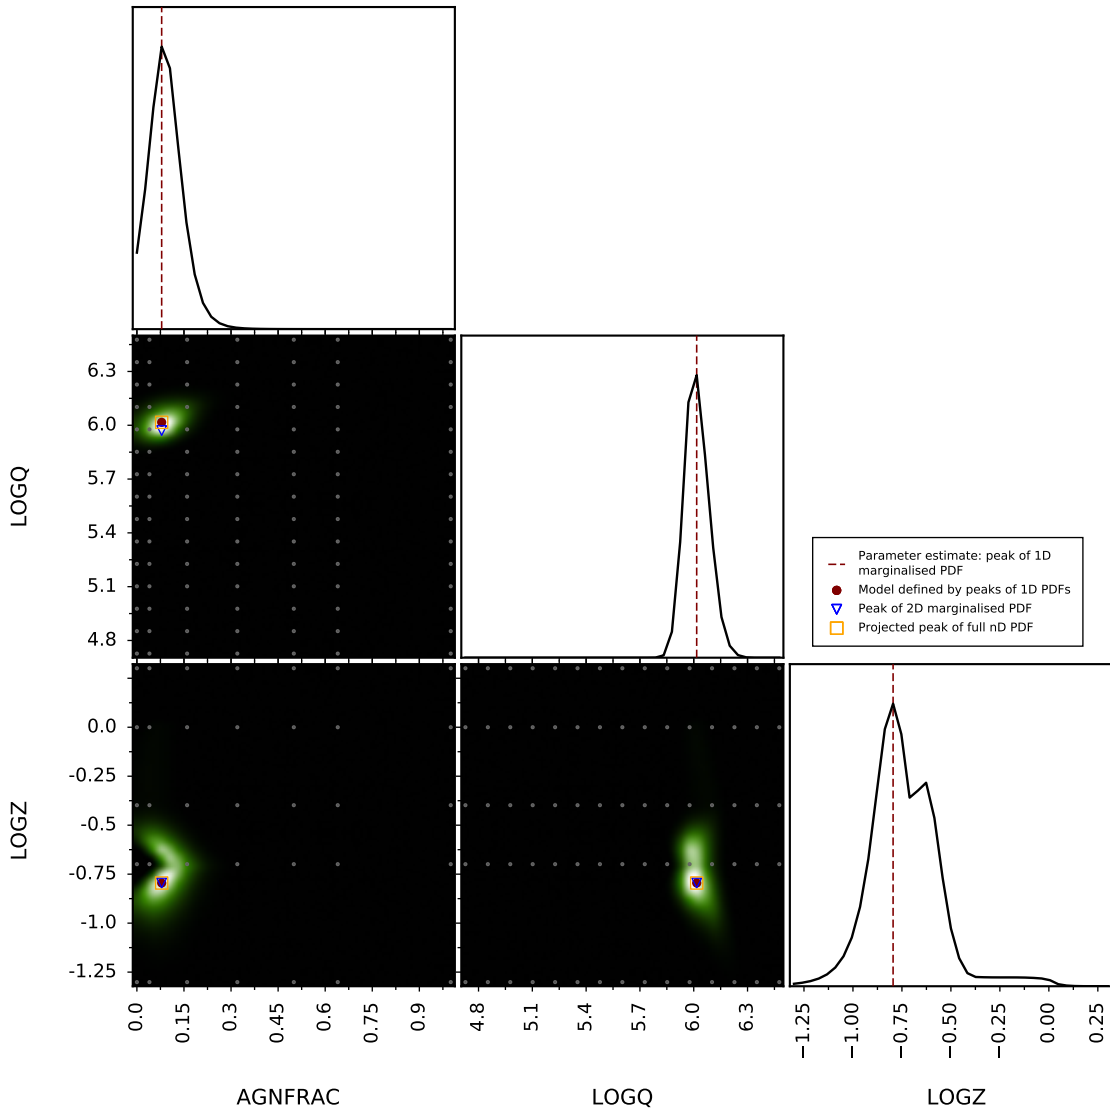 6.3
6.0
5.7
5.4
5.1
4.8
LOGQ
Parameter estimate: peak of 1D
marginalised PDF
Model defined by peaks of 1D PDFs
Peak of 2D marginalised PDF
Projected peak of full nD PDF
0.0
-0.25
-0.5
-0.75
-1.0
-1.25
LOGZ
0.0 0.15 0.3 0.45 0.6 0.75 0.9
4.8 5.1 5.4 5.7 6.0 6.3
−1.25 −1.00 −0.75 −0.50 −0.25 0.00 0.25
AGNFRAC LOGQ LOGZ